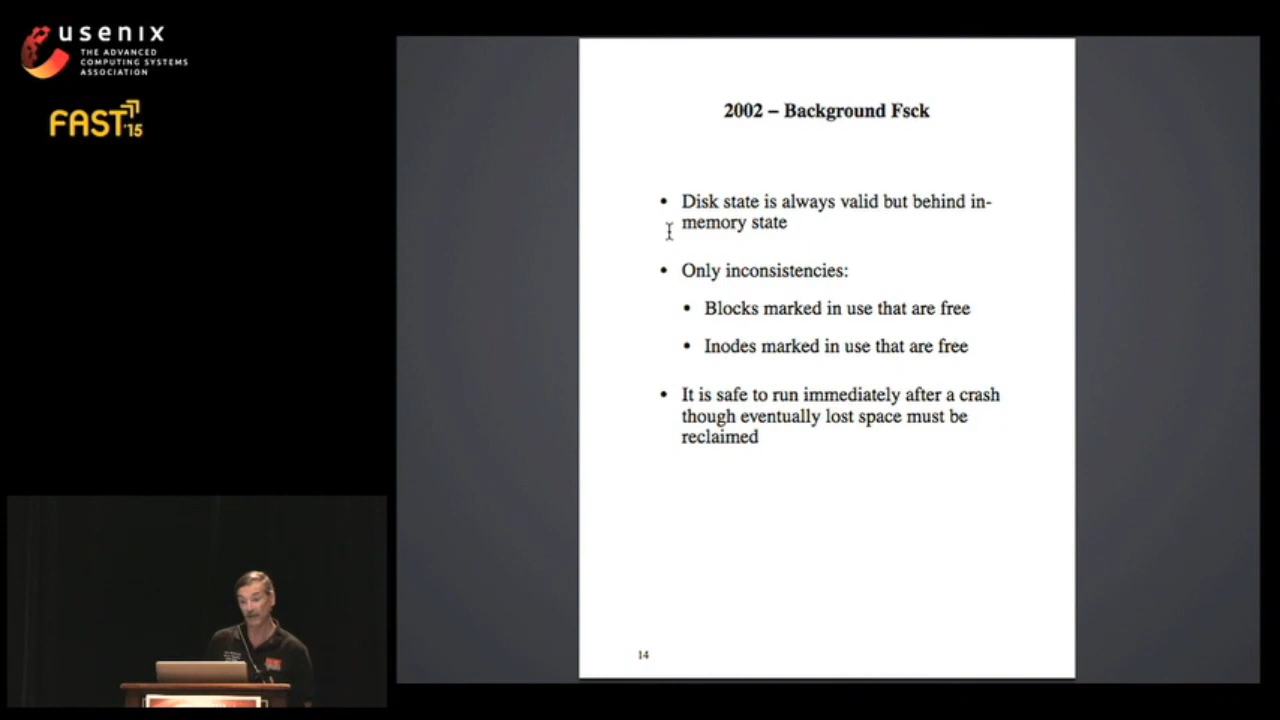 usenix
THE ADVANCED
COMPUTING SYSTEMS
ASSOCIATION
FAST '15
2002 – Background Fsck
• Disk state is always valid but behind in-
memory state
• Only inconsistencies:
• Blocks marked in use that are free
• Inodes marked in use that are free
• It is safe to run immediately after a crash
though eventually lost space must be
reclaimed
14